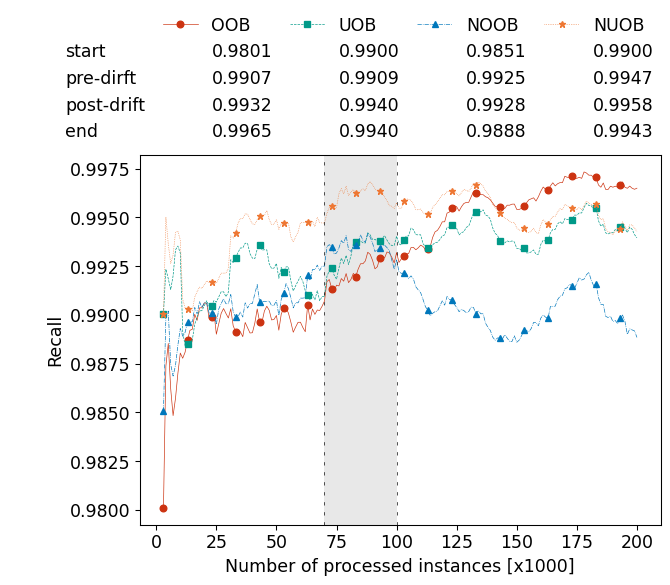 OOB UOB NOOB NUOB
start 0.9801 0.9900 0.9851 0.9900
pre-dirft 0.9907 0.9909 0.9925 0.9947
post-drift 0.9932 0.9940 0.9928 0.9958
end 0.9965 0.9940 0.9888 0.9943
0.9975
0.9950
0.9925
0.9900
0.9875
0.9850
0.9825
0.9800
Recall
0 25 50 75 100 125 150 175 200
Number of processed instances [x1000]